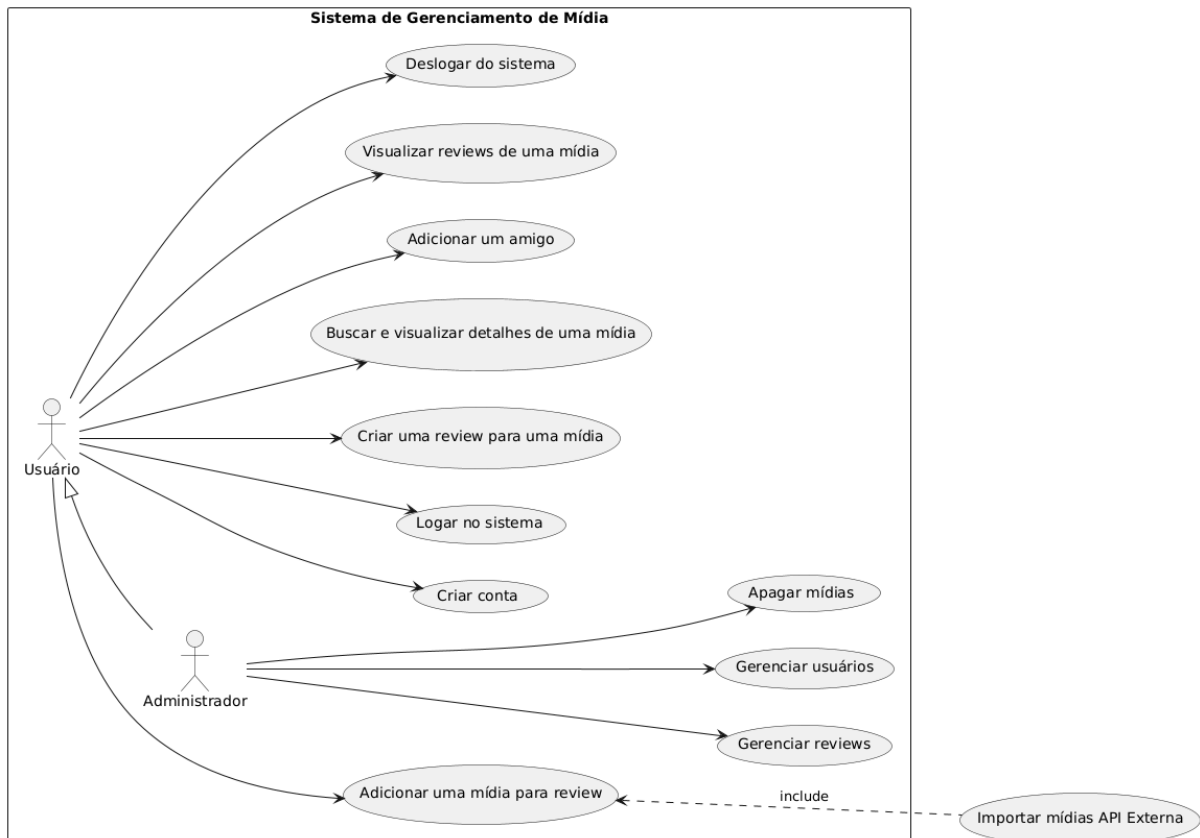 Sistema de Gerenciamento de Mídia
Deslogar do sistema
Visualizar reviews de uma mídia
Adicionar um amigo
Buscar e visualizar detalhes de uma mídia
Criar uma review para uma mídia
Usuário
Logar no sistema
Criar conta
Apagar mídias
Gerenciar usuários
Administrador
Gerenciar reviews
Adicionar uma mídia para review
include
Importar mídias API Externa